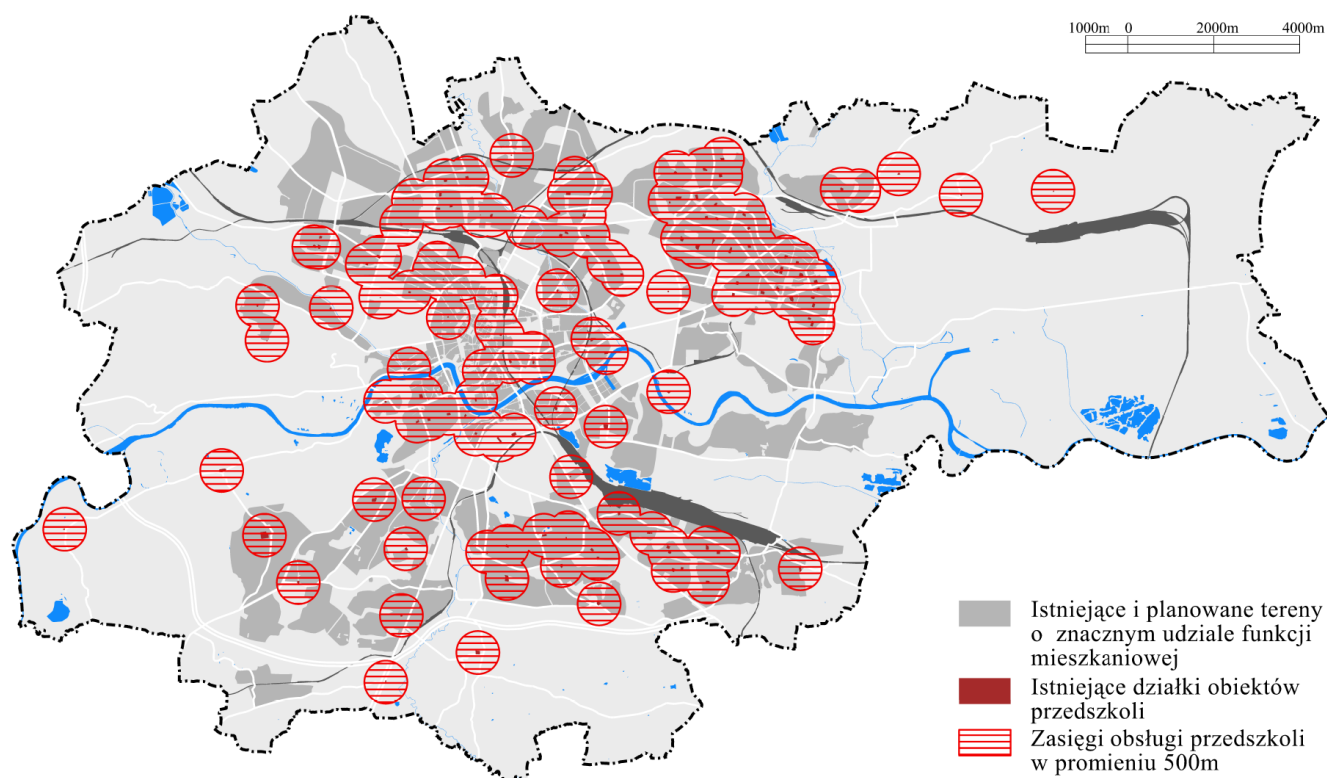 1000m 0 2000m 4000m
Istniejące i planowane tereny
o znacznym udziale funkcji
mieszkaniowej
Istniejące działki obiektów
przedszkoli
Zasięgi obsługi przedszkoli
w promieniu 500m